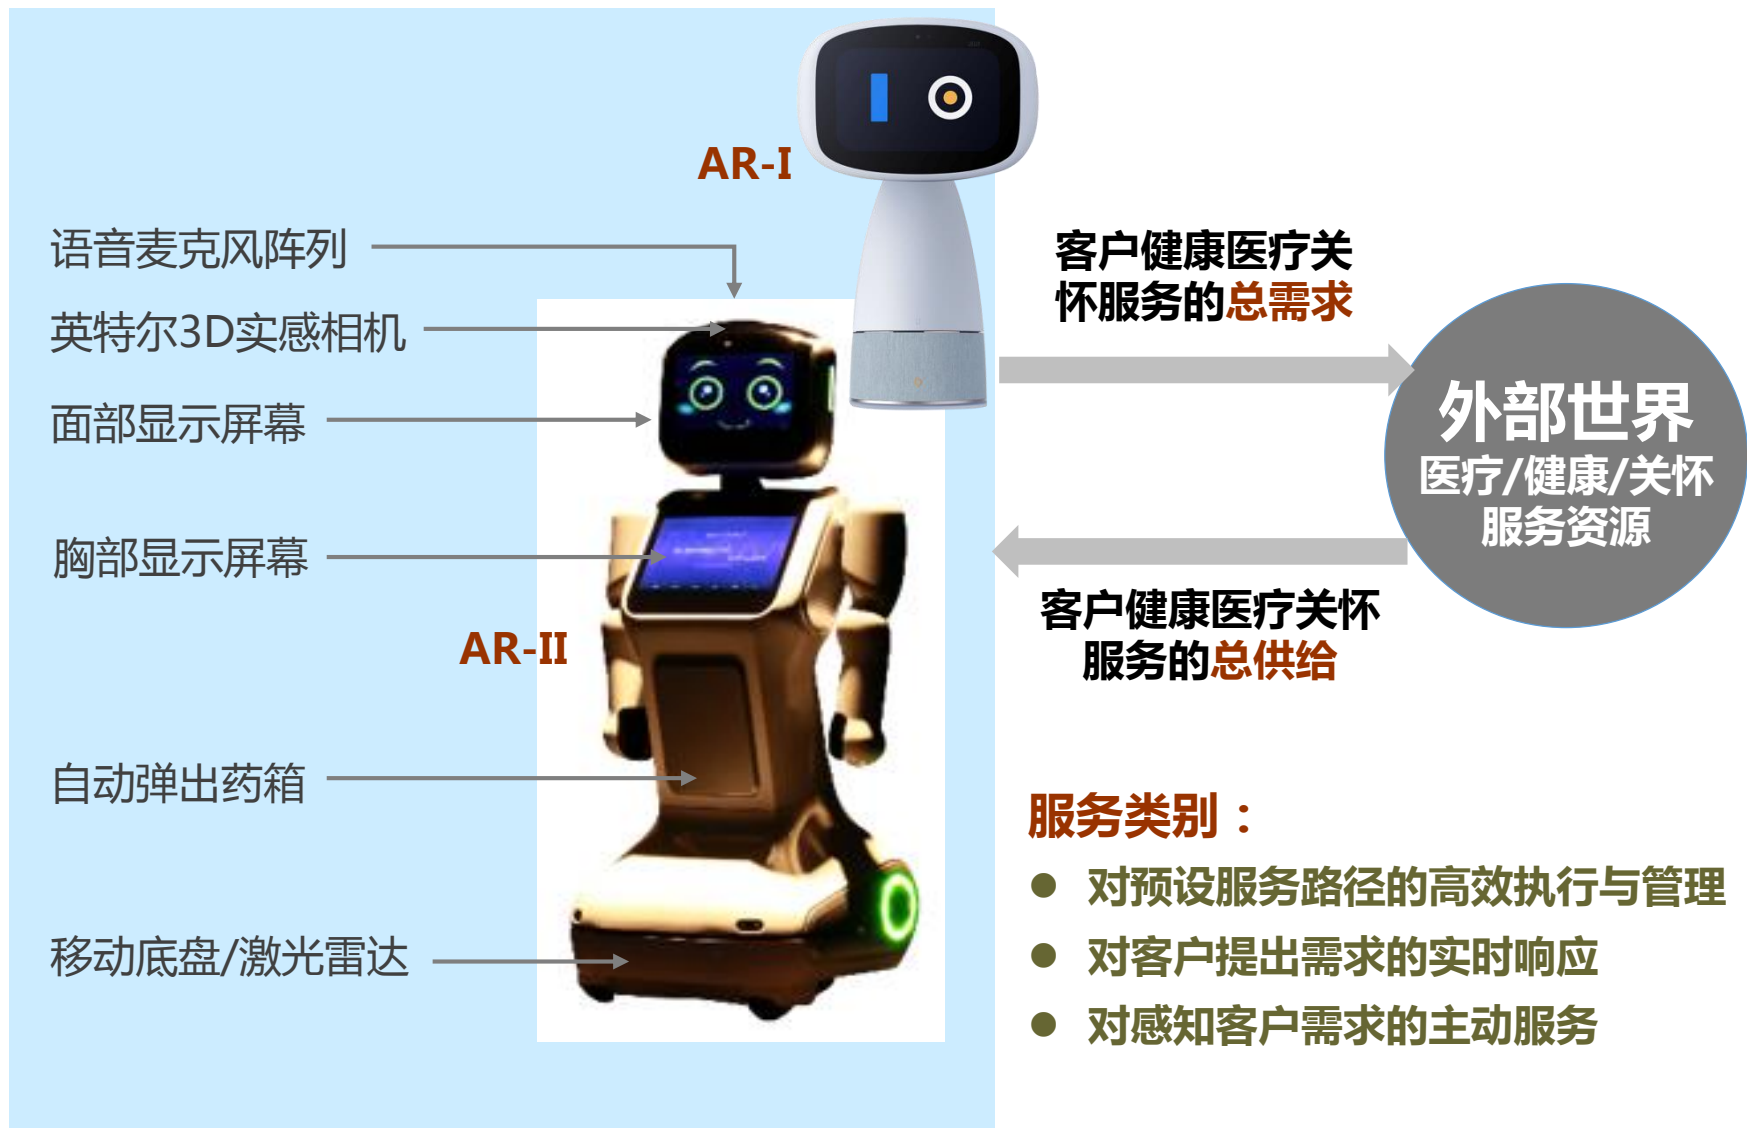 AR-I
语音麦克风阵列
英特尔3D实感相机
面部显示屏幕
胸部显示屏幕
AR-II
自动弹出药箱
移动底盘/激光雷达
客户健康医疗关
怀服务的总需求
外部世界
医疗/健康/关怀
服务资源
客户健康医疗关怀
服务的总供给
服务类别：
● 对预设服务路径的高效执行与管理
● 对客户提出需求的实时响应
● 对感知客户需求的主动服务